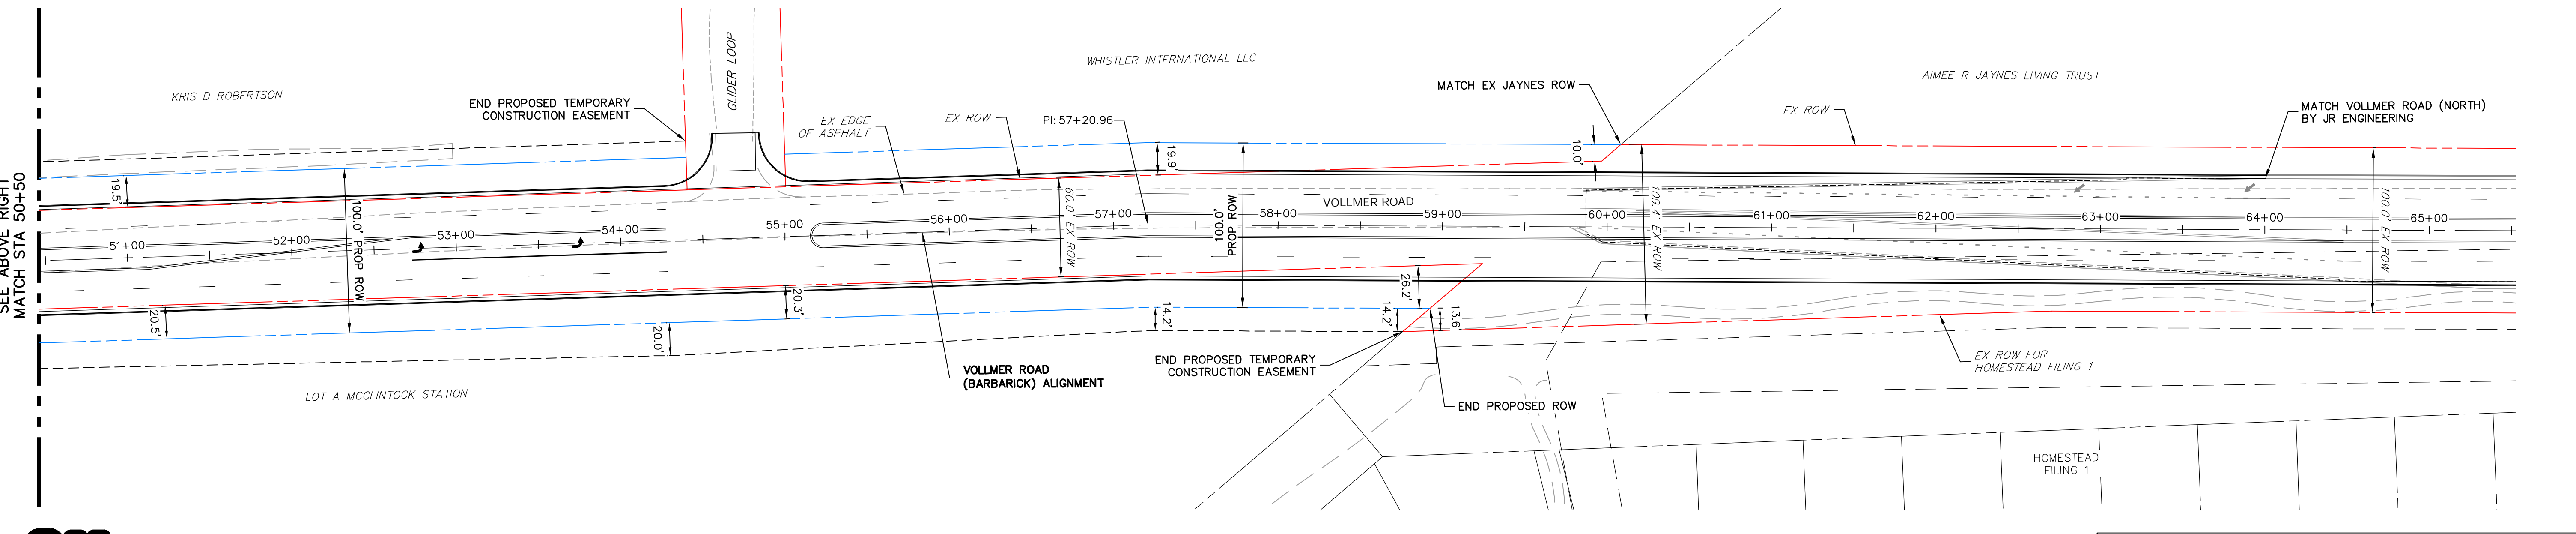 SEE ABOVE RIGHT
MATCH STA 50+50
KRIS D ROBERTSON
END PROPOSED TEMPORARY
CONSTRUCTION EASEMENT
GLIDER LOOP
EX EDGE
OF ASPHALT
EX ROW
PI: 57+20.96
WHISTLER INTERNATIONAL LLC
MATCH EX JAYNES ROW
AIMEE R JAYNES LIVING TRUST
EX ROW
MATCH VOLLMER ROAD (NORTH)
BY JR ENGINEERING
19.5'
100.0' PROP ROW
60.0' EX ROW
19.9'
100.0'
PROP ROW
10.0'
109.4' EX ROW
100.0' EX ROW
VOLLMER ROAD
51+00
52+00
53+00
54+00
55+00
56+00
57+00
58+00
59+00
60+00
61+00
62+00
63+00
64+00
65+00
20.5'
20.0'
20.3'
14.2'
26.2'
14.2'
13.6'
VOLLMER ROAD
(BARBARICK) ALIGNMENT
END PROPOSED TEMPORARY
CONSTRUCTION EASEMENT
END PROPOSED ROW
EX ROW FOR
HOMESTEAD FILING 1
LOT A MCCLINTOCK STATION
HOMESTEAD
FILING 1